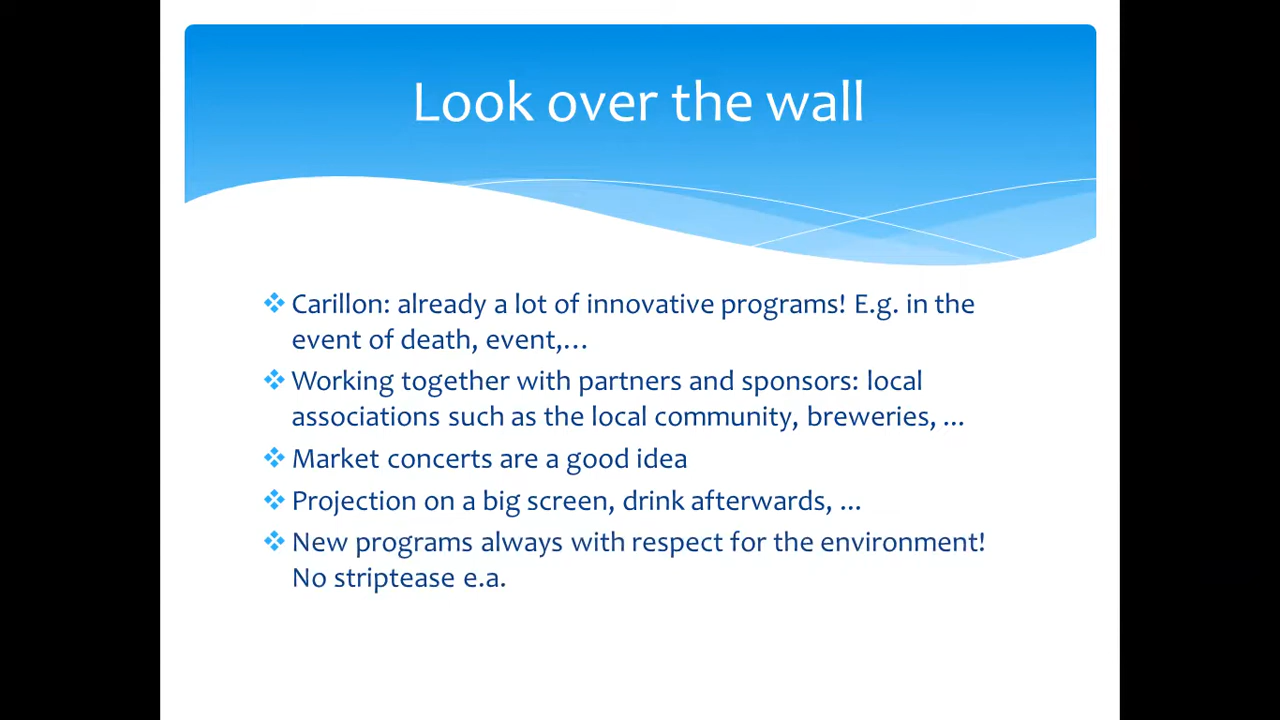 Look over the wall
Carillon: already a lot of innovative programs! E.g. in the
event of death, event,...
Working together with partners and sponsors: local
associations such as the local community, breweries, ...
Market concerts are a good idea
Projection on a big screen, drink afterwards, ...
New programs always with respect for the environment!
No striptease e.a.